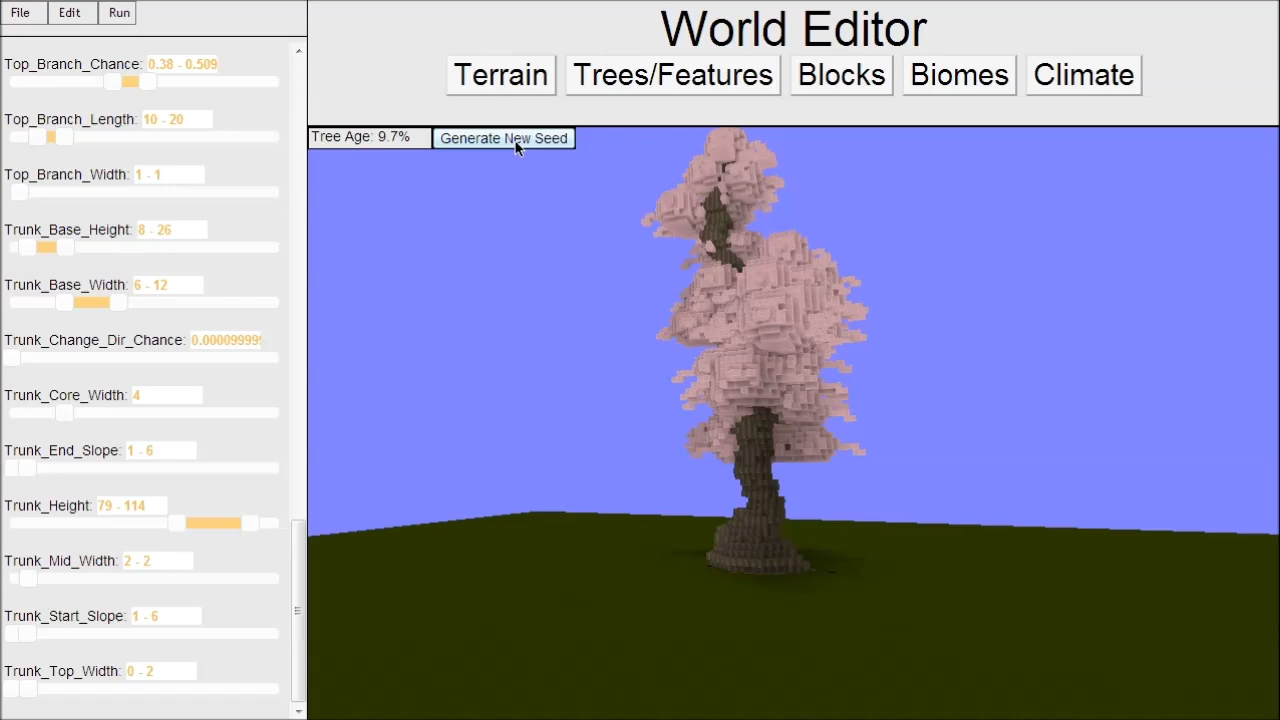 File Edit Run
World Editor
Terrain Trees/Features Blocks Biomes Climate
Tree Age: 9.7% Generate New Seed
Top_Branch_Chance: 0.38 - 0.509
Top_Branch_Length: 10 - 20
Top_Branch_Width: 1 - 1
Trunk_Base_Height: 8 - 26
Trunk_Base_Width: 6 - 12
Trunk_Change_Dir_Chance: 0.000099999
Trunk_Core_Width: 4
Trunk_End_Slope: 1 - 6
Trunk_Height: 79 - 114
Trunk_Mid_Width: 2 - 2
Trunk_Start_Slope: 1 - 6
Trunk_Top_Width: 0 - 2